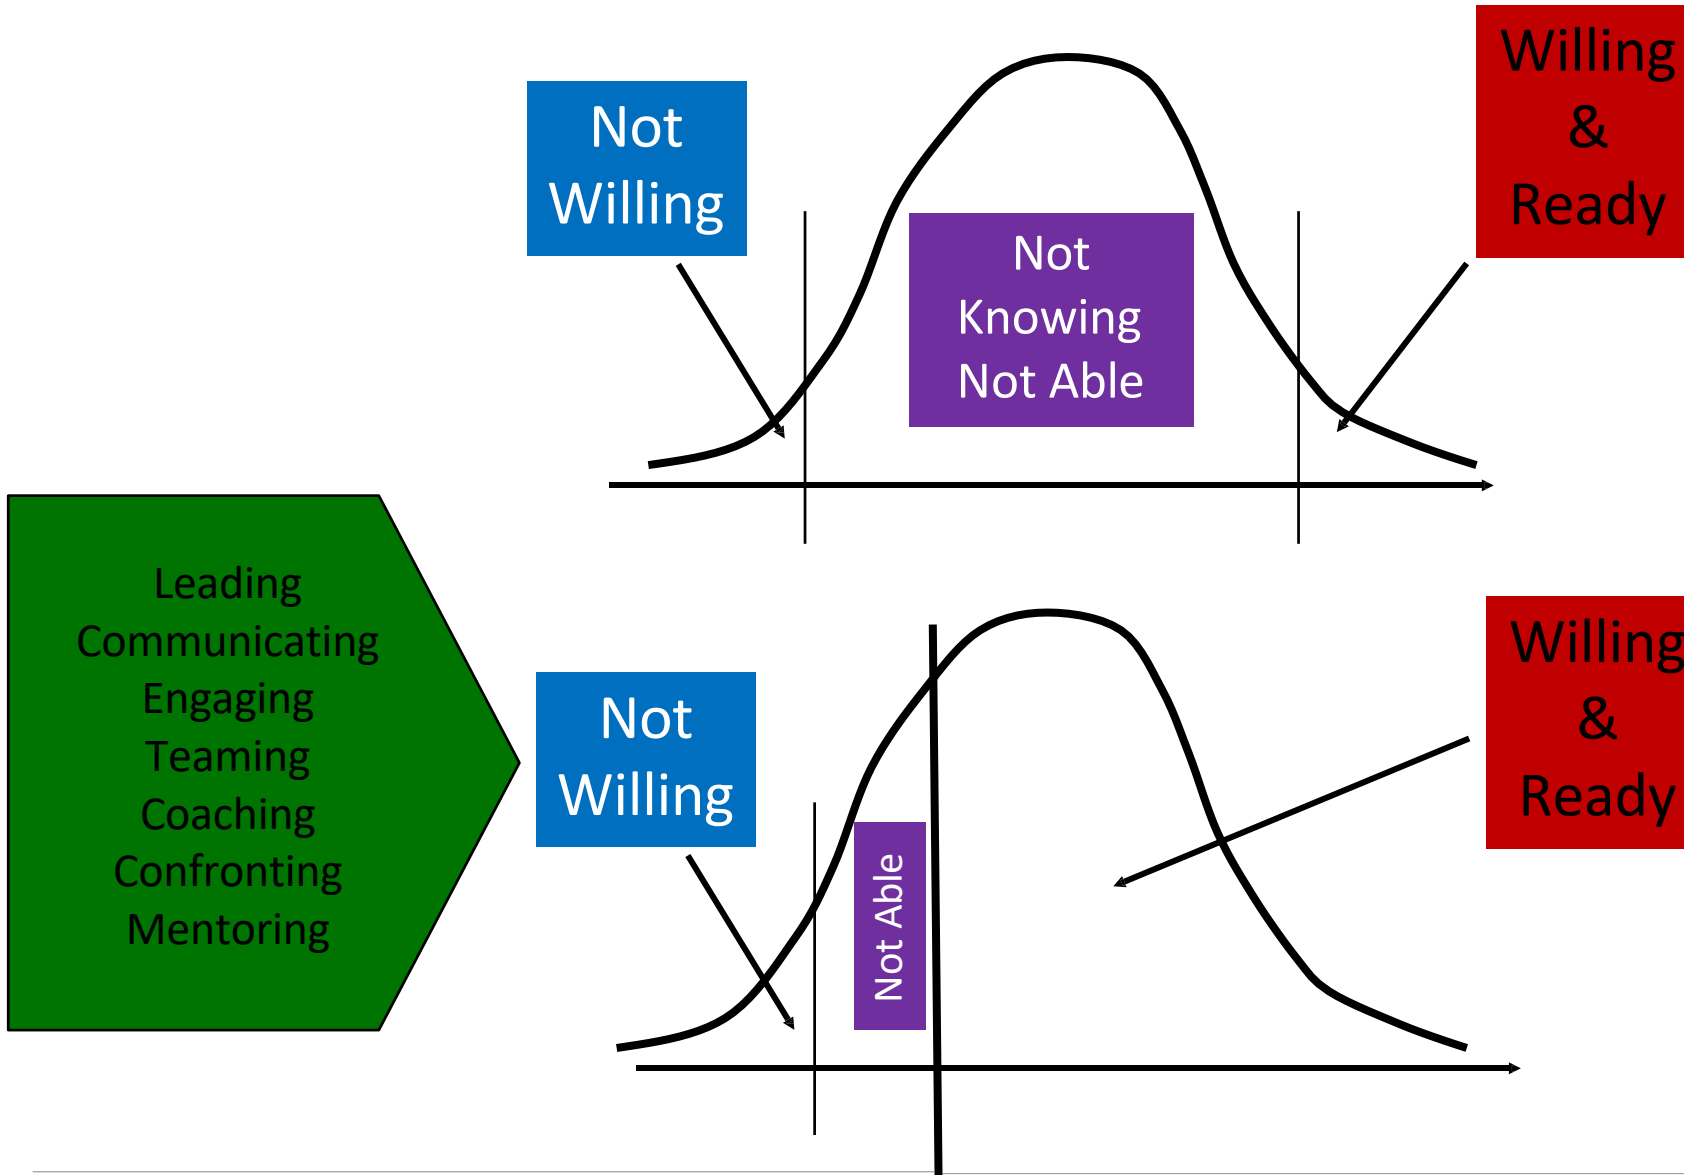 Not
Willing
Not
Knowing
Not Able
Willing
&
Ready
Leading
Communicating
Engaging
Teaming
Coaching
Confronting
Mentoring
Not
Willing
Not Able
Willing
&
Ready